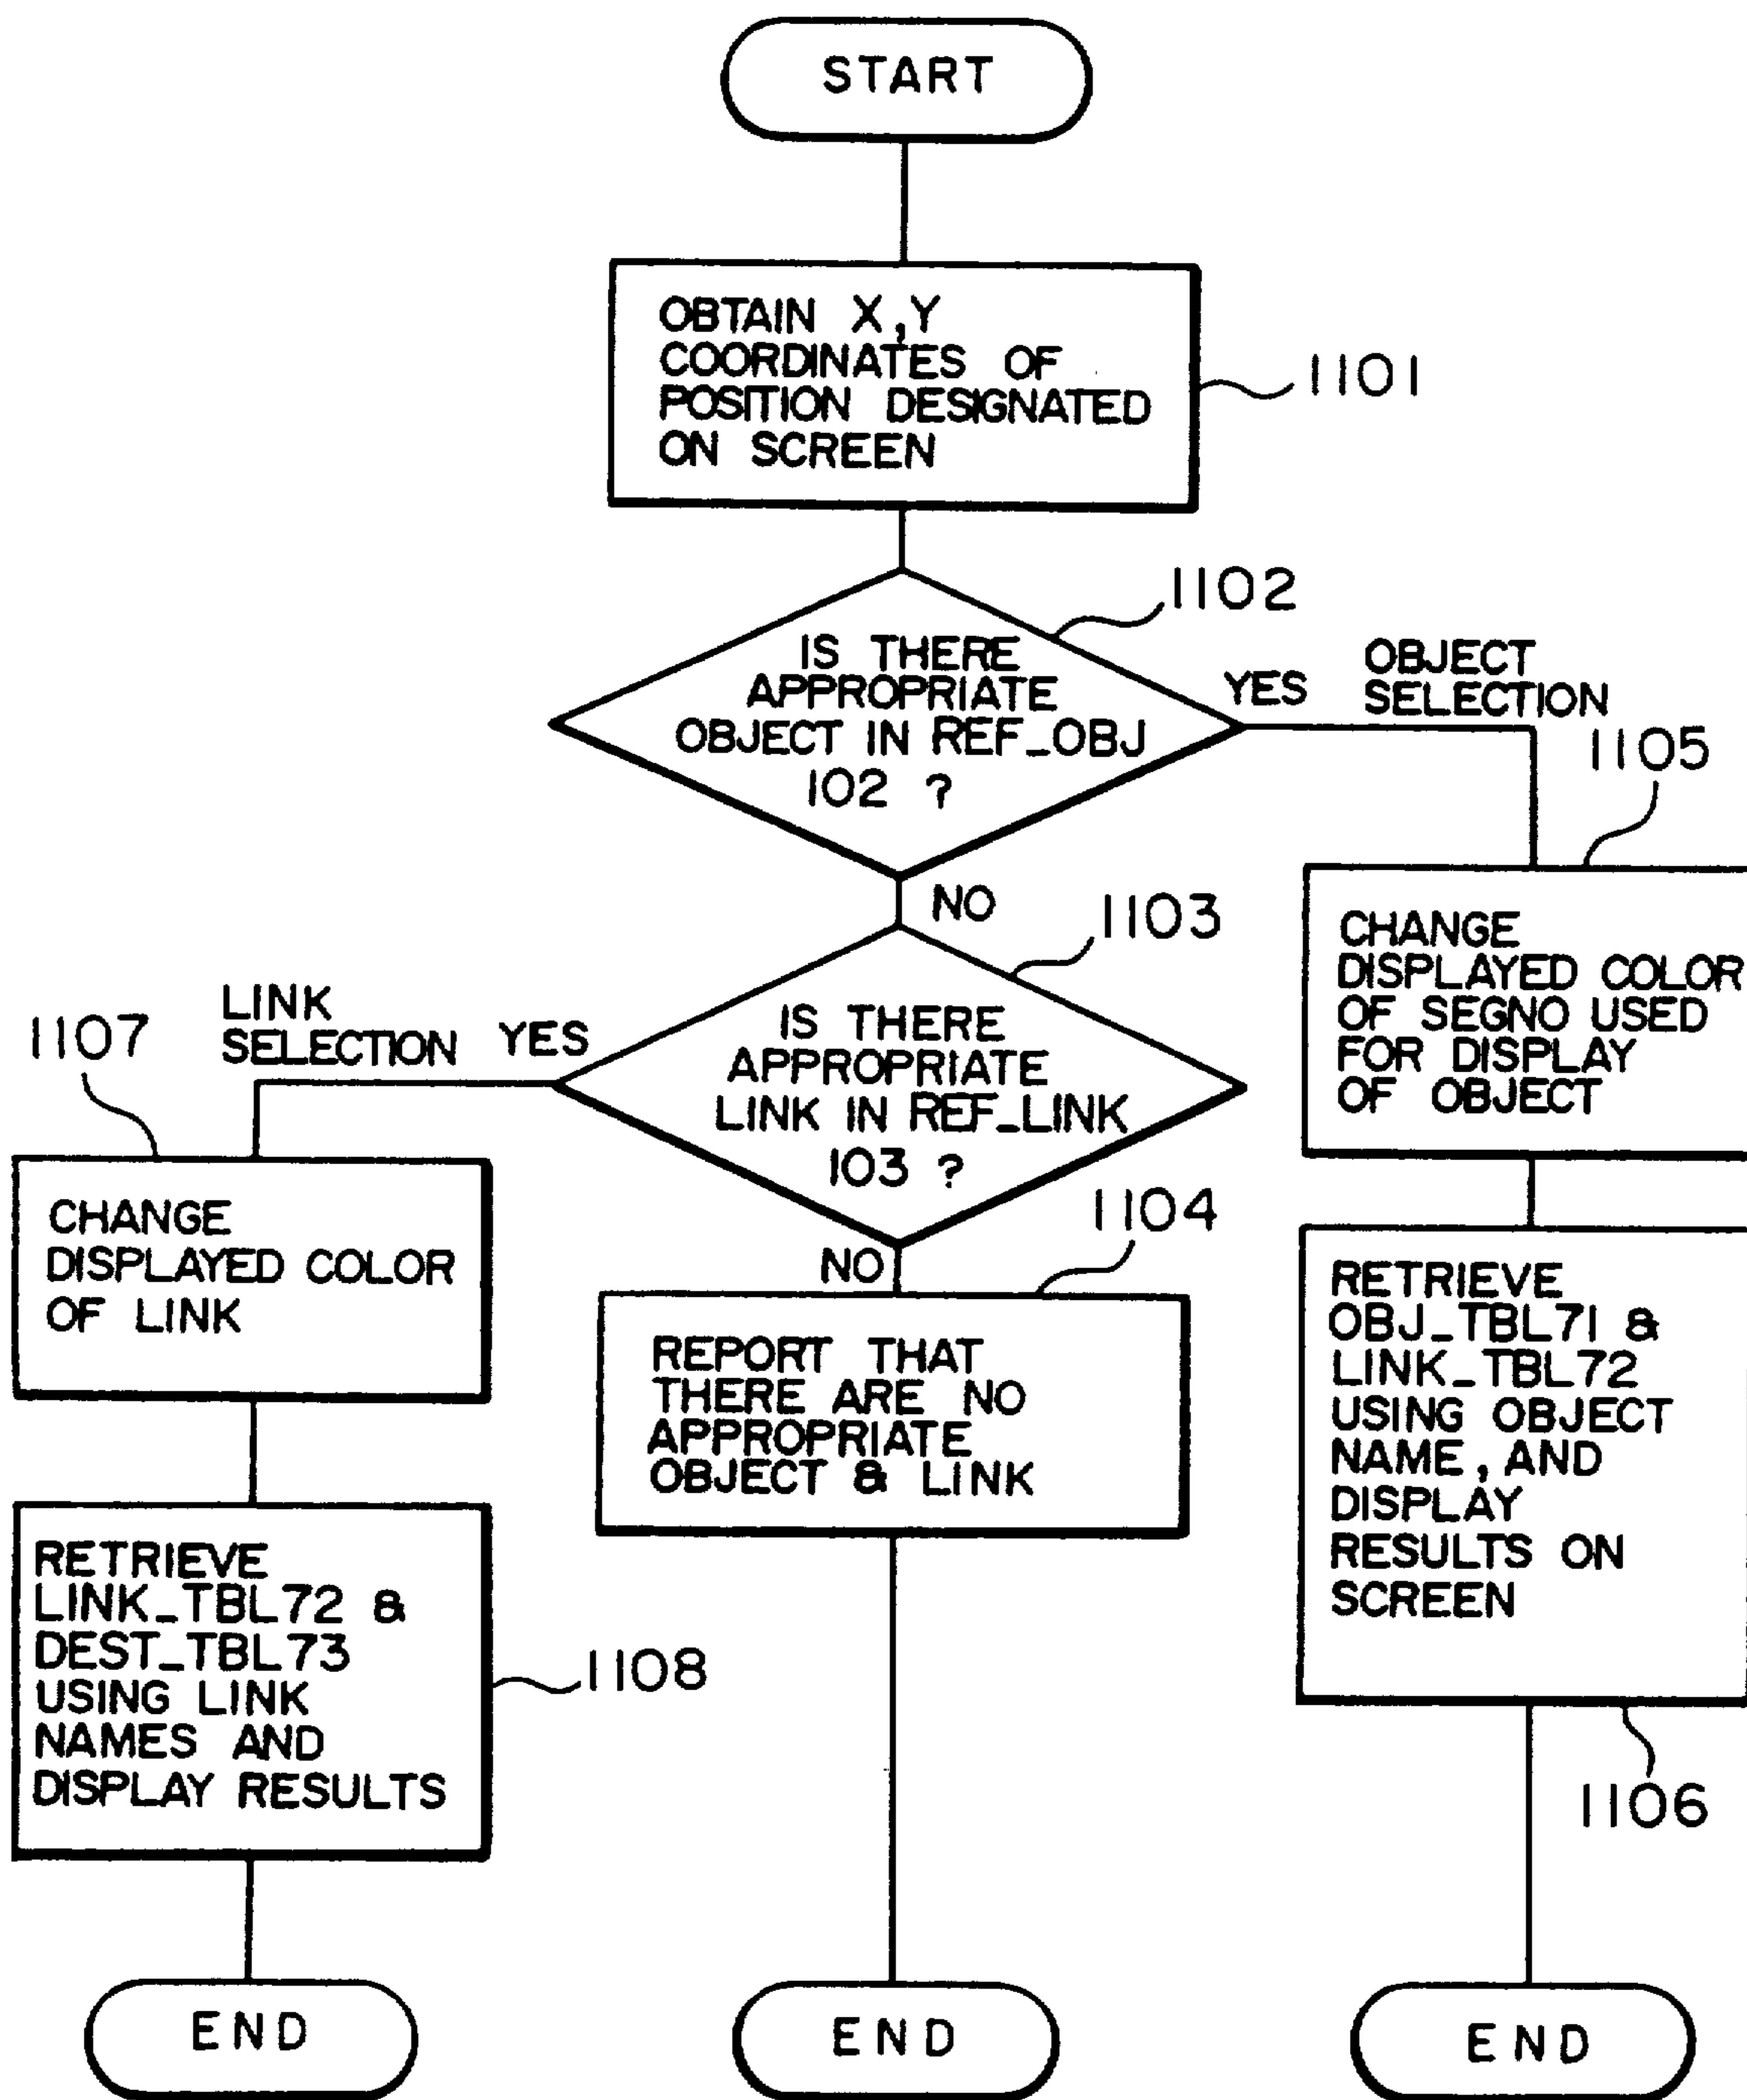 START
OBTAIN X,Y
COORDINATES OF
POSITION DESIGNATED
ON SCREEN
1101
1102
IS THERE
APPROPRIATE
OBJECT IN REF_OBJ
102 ?
YES
OBJECT
SELECTION
1105
NO
1103
CHANGE
DISPLAYED COLOR
OF SEGNO USED
FOR DISPLAY
OF OBJECT
1107
LINK
SELECTION
YES
IS THERE
APPROPRIATE
LINK IN REF_LINK
103 ?
1104
NO
CHANGE
DISPLAYED COLOR
OF LINK
REPORT THAT
THERE ARE NO
APPROPRIATE
OBJECT & LINK
RETRIEVE
OBJ_TBL71 &
LINK_TBL72
USING OBJECT
NAME, AND
DISPLAY
RESULTS ON
SCREEN
RETRIEVE
LINK_TBL72 &
DEST_TBL73
USING LINK
NAMES AND
DISPLAY RESULTS
1108
1106
END
END
END